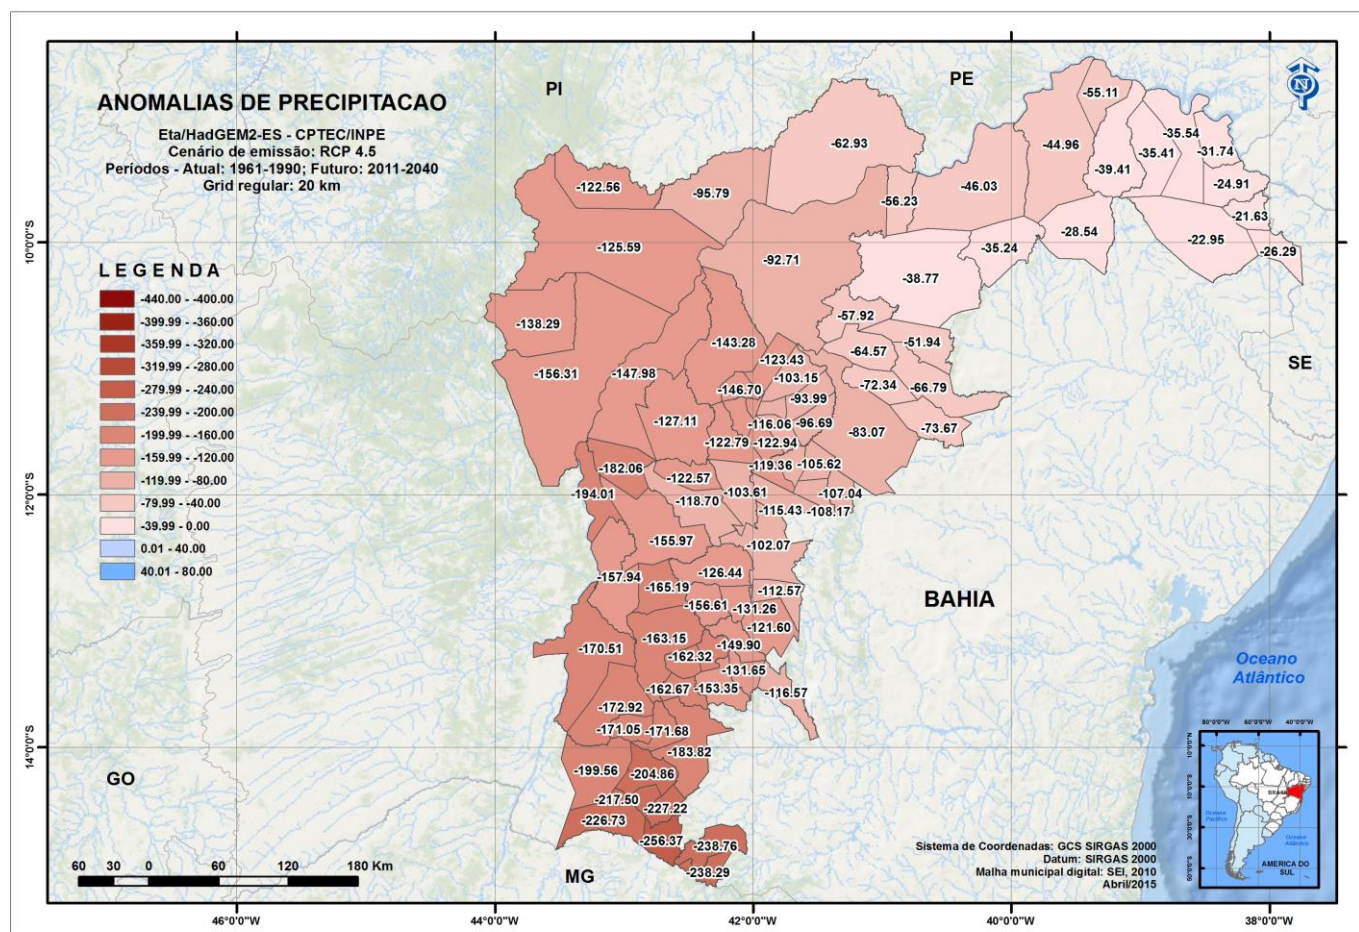 ANOMALIAS DE PRECIPITACAO
Eta/HadGEM2-ES - CPTEC/INPE
Cenário de emissão: RCP 4.5
Períodos - Atual: 1961-1990; Futuro: 2011-2040
Grid regular: 20 km
PI
PE
N
SE
BAHIA
GO
MG
Oceano
Atlântico
LEGENDA
-440.00 - -400.00
-399.99 - -360.00
-359.99 - -320.00
-319.99 - -280.00
-279.99 - -240.00
-239.99 - -200.00
-199.99 - -160.00
-159.99 - -120.00
-119.99 - -80.00
-79.99 - -40.00
-39.99 - 0.00
0.01 - 40.00
40.01 - 80.00
-55.11
-62.93
-44.96
-35.54
-35.41
-31.74
-39.41
-122.56
-95.79
-56.23
-46.03
-24.91
-21.63
-125.59
-92.71
-35.24
-28.54
-22.95
-26.29
-38.77
-138.29
-57.92
-143.28
-51.94
-64.57
-123.43
-156.31
-147.98
-103.15
-72.34
-66.79
-146.70
-93.99
-127.11
-116.06
-96.69
-83.07
-73.67
-122.79
-122.94
-182.06
-122.57
-119.36
-105.62
-194.01
-118.70
-103.61
-107.04
-115.43
-108.17
-155.97
-102.07
-157.94
-126.44
-165.19
-112.57
-156.61
-131.26
-121.60
-170.51
-163.15
-149.90
-162.32
-131.65
-162.67
-153.35
-116.57
-172.92
-171.05
-171.68
-183.82
-199.56
-204.86
-217.50
-227.22
-226.73
-256.37
-238.76
-238.29
60 30 0 60 120 180 Km
Sistema de Coordenadas: GCS SIRGAS 2000
Datum: SIRGAS 2000
Malha municipal digital: SEI, 2010
Abril/2015
10°0'0"S
12°0'0"S
14°0'0"S
46°0'0"W
44°0'0"W
42°0'0"W
40°0'0"W
38°0'0"W
80°0'0"W 60°0'0"W 40°0'0"W
BRASIL
Oceano
Pacífico
Oceano
Atlântico
AMERICA DO
SUL